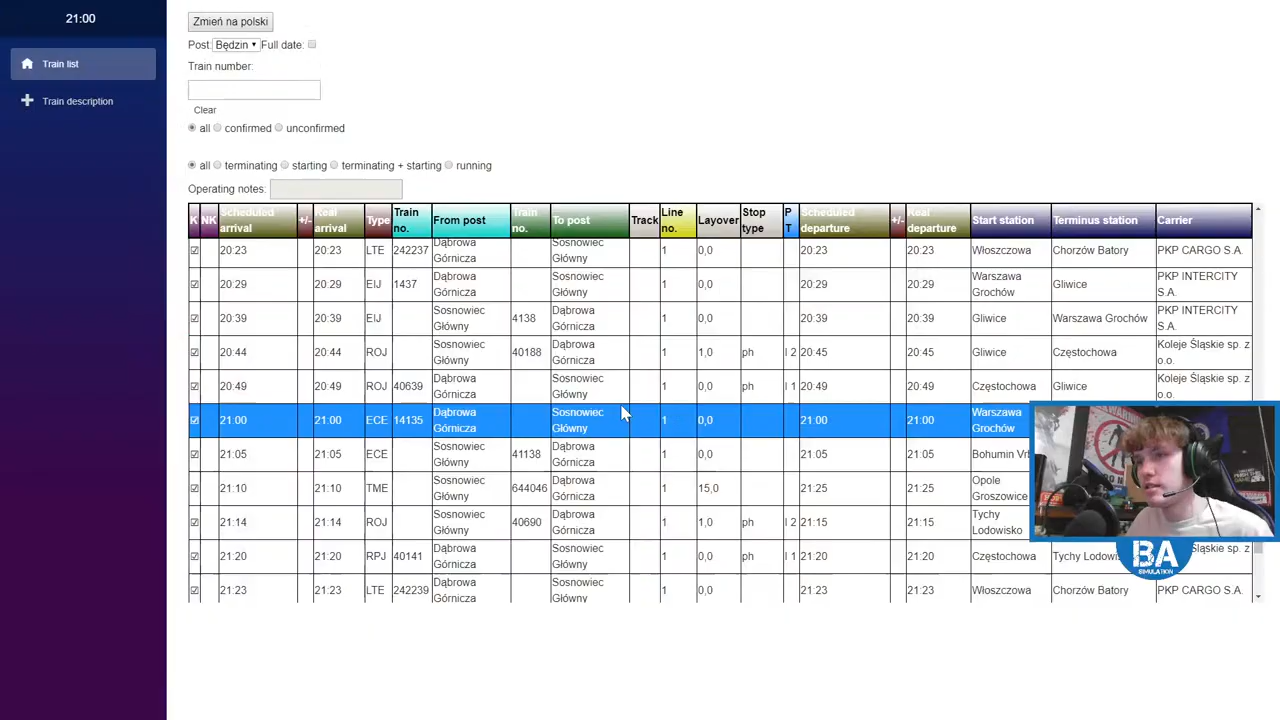 21:00
Train list
Train description
Zmień na polski
Post: Będzin Full date:
Train number:
Clear
all confirmed unconfirmed
all terminating starting terminating + starting running
Operating notes:
K NK Scheduled arrival +/- Real arrival Type Train no. From post Train no. To post Track Line no. Layover Stop type P T Scheduled departure +/- Real departure Start station Terminus station Carrier
20:23 20:23 LTE 242237 Dąbrowa Górnicza Sosnowiec Główny 1 0,0 20:23 20:23 Włoszczowa Chorzów Batory PKP CARGO S.A.
20:29 20:29 EIJ 1437 Dąbrowa Górnicza Sosnowiec Główny 1 0,0 20:29 20:29 Warszawa Grochów Gliwice PKP INTERCITY S.A.
20:39 20:39 EIJ Sosnowiec Główny 4138 Dąbrowa Górnicza 1 0,0 20:39 20:39 Gliwice Warszawa Grochów PKP INTERCITY S.A.
20:44 20:44 ROJ Sosnowiec Główny 40188 Dąbrowa Górnicza 1 1,0 ph I 2 20:45 20:45 Gliwice Częstochowa Koleje Śląskie sp. z o.o.
20:49 20:49 ROJ 40639 Dąbrowa Górnicza Sosnowiec Główny 1 0,0 ph I 1 20:49 20:49 Częstochowa Gliwice Koleje Śląskie sp. z o.o.
21:00 21:00 ECE 14135 Dąbrowa Górnicza Sosnowiec Główny 1 0,0 21:00 21:00 Warszawa Grochów
21:05 21:05 ECE Sosnowiec Główny 41138 Dąbrowa Górnicza 1 0,0 21:05 21:05 Bohumin
21:10 21:10 TME Sosnowiec Główny 644046 Dąbrowa Górnicza 1 15,0 21:25 21:25 Opole Groszowice
21:14 21:14 ROJ Sosnowiec Główny 40690 Dąbrowa Górnicza 1 1,0 ph I 2 21:15 21:15 Tychy Lodowisko
21:20 21:20 RPJ 40141 Dąbrowa Górnicza Sosnowiec Główny 1 0,0 ph I 1 21:20 21:20 Częstochowa Tychy Śląskie sp. z o.o.
21:23 21:23 LTE 242239 Dąbrowa Górnicza Sosnowiec Główny 1 0,0 21:23 21:23 Włoszczowa Chorzów Batory PKP CARGO S.A.
BA
SIMULATION